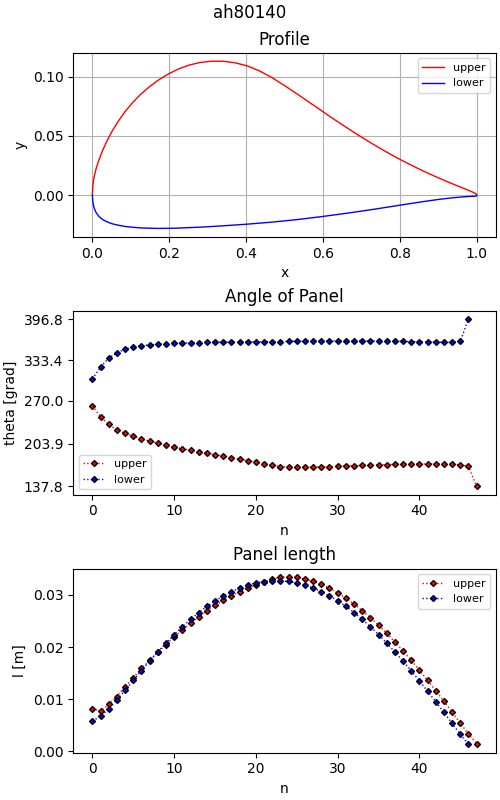 ah80140
Profile
0.10
0.05
0.00
y
upper
lower
0.0 0.2 0.4 0.6 0.8 1.0
x
Angle of Panel
396.8
333.4
270.0
203.9
137.8
theta [grad]
upper
lower
0 10 20 30 40
n
Panel length
0.03
0.02
0.01
0.00
l [m]
upper
lower
0 10 20 30 40
n